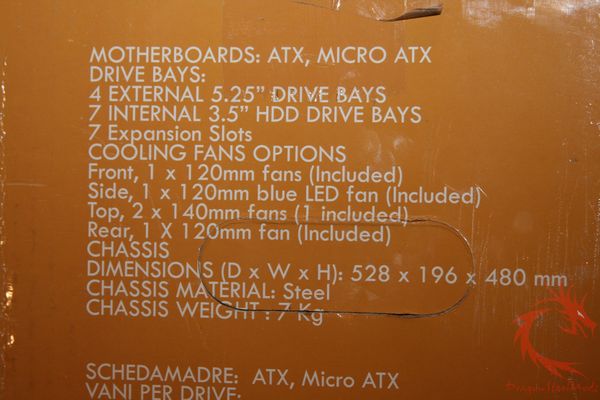 MOTHERBOARDS: ATX, MICRO ATX
DRIVE BAYS:
4 EXTERNAL 5.25" DRIVE BAYS
7 INTERNAL 3.5" HDD DRIVE BAYS
7 Expansion Slots
COOLING FANS OPTIONS
Front, 1 x 120mm fans (Included)
Side, 1 x 120mm blue LED fan (Included)
Top, 2 x 140mm fans (1 included)
Rear, 1 X 120mm fan (Included)
CHASSIS
DIMENSIONS (D x W x H): 528 x 196 x 480 mm
CHASSIS MATERIAL: Steel
CHASSIS WEIGHT : 7 Kg
SCHEDAMADRE: ATX, Micro ATX
VANI PER DRIVE: